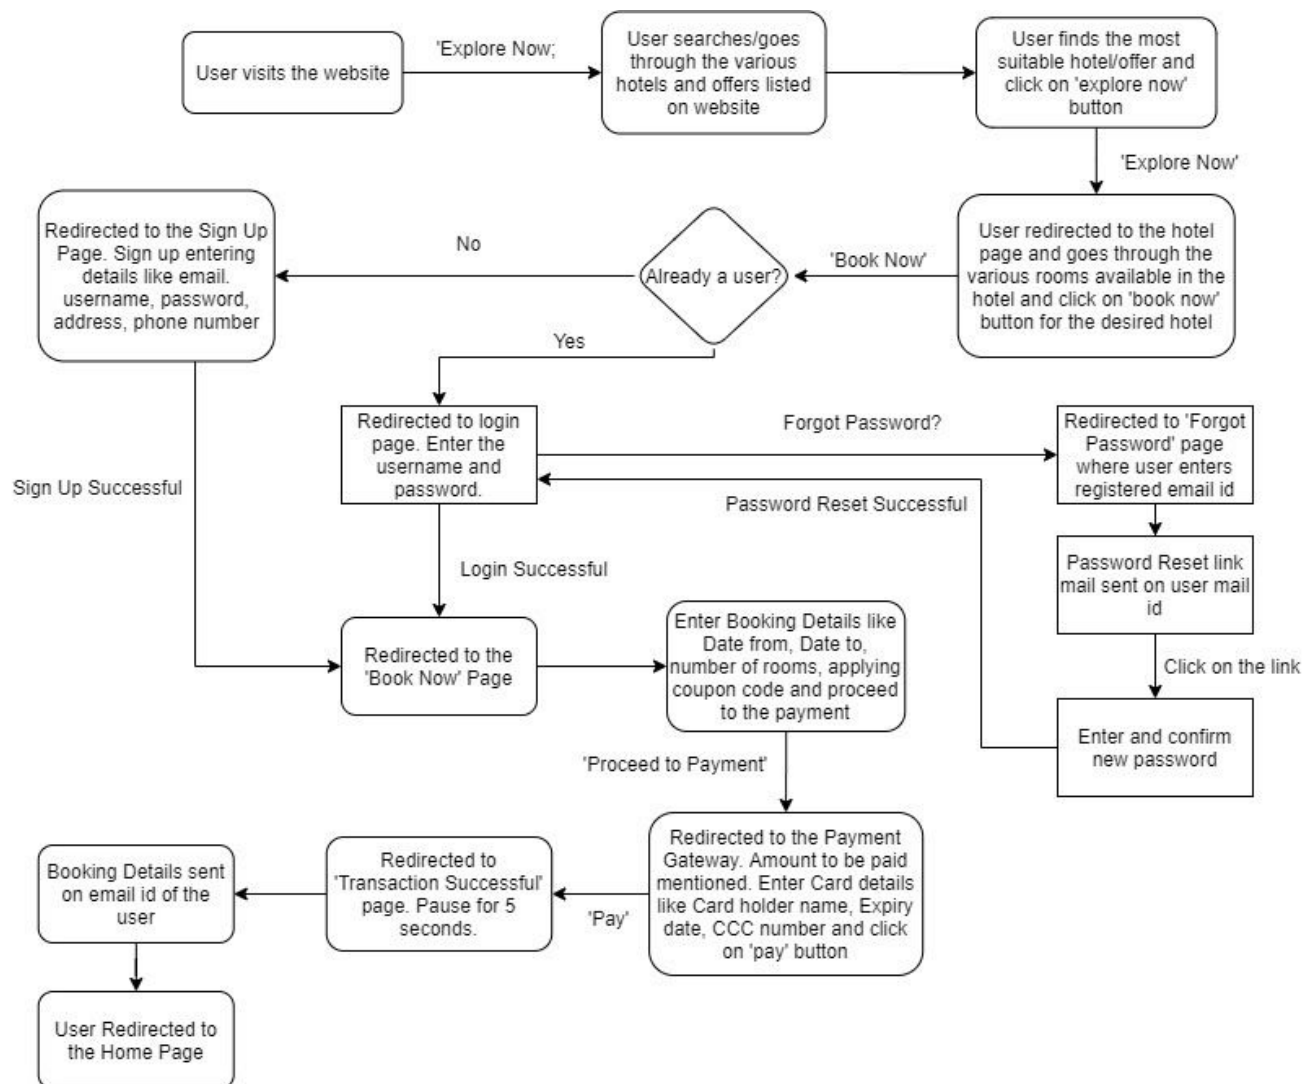 User visits the website
'Explore Now;
User searches/goes
through the various
hotels and offers listed
on website
User finds the most
suitable hotel/offer and
click on 'explore now'
button
'Explore Now'
User redirected to the hotel
page and goes through the
various rooms available in the
hotel and click on 'book now'
button for the desired hotel
'Book Now'
Already a user?
No
Redirected to the Sign Up
Page. Sign up entering
details like email.
username, password,
address, phone number
Yes
Redirected to login
page. Enter the
username and
password.
Forgot Password?
Redirected to 'Forgot
Password' page
where user enters
registered email id
Password Reset link
mail sent on user mail
id
Click on the link
Enter and confirm
new password
Password Reset Successful
Sign Up Successful
Login Successful
Redirected to the
'Book Now' Page
Enter Booking Details like
Date from, Date to,
number of rooms, applying
coupon code and proceed
to the payment
'Proceed to Payment'
Redirected to the Payment
Gateway. Amount to be paid
mentioned. Enter Card details
like Card holder name, Expiry
date, CCC number and click
on 'pay' button
'Pay'
Redirected to
'Transaction Successful'
page. Pause for 5
seconds.
Booking Details sent
on email id of the
user
User Redirected to
the Home Page